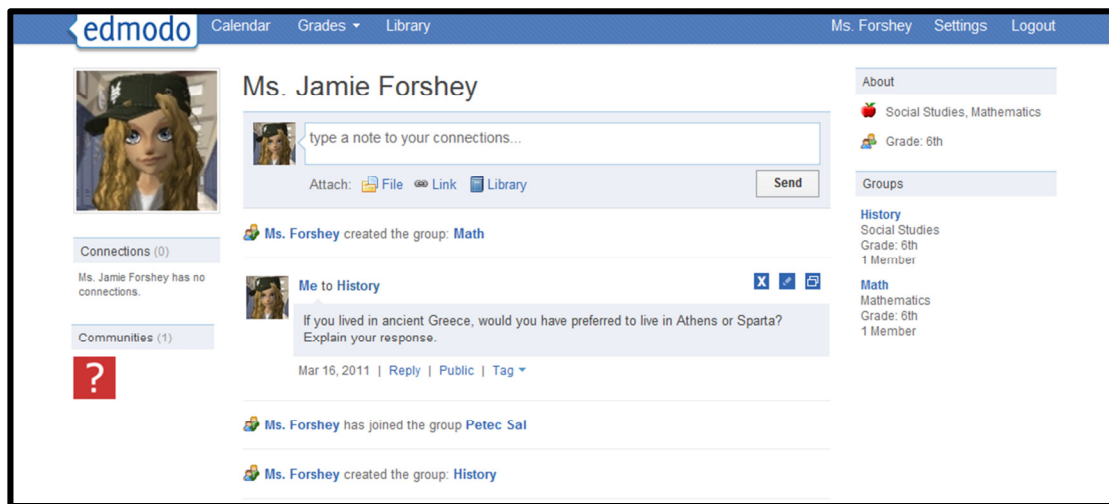 edmodo Calendar Grades Library Ms. Forshey Settings Logout
Ms. Jamie Forshey
type a note to your connections...
Attach: File Link Library Send
Ms. Forshey created the group: Math
Me to History
If you lived in ancient Greece, would you have preferred to live in Athens or Sparta?
Explain your response.
Mar 16, 2011 | Reply | Public | Tag
Ms. Forshey has joined the group Petec Sal
Ms. Forshey created the group: History
Connections (0)
Ms. Jamie Forshey has no
connections.
Communities (1)
?
About
Social Studies, Mathematics
Grade: 6th
Groups
History
Social Studies
Grade: 6th
1 Member
Math
Mathematics
Grade: 6th
1 Member